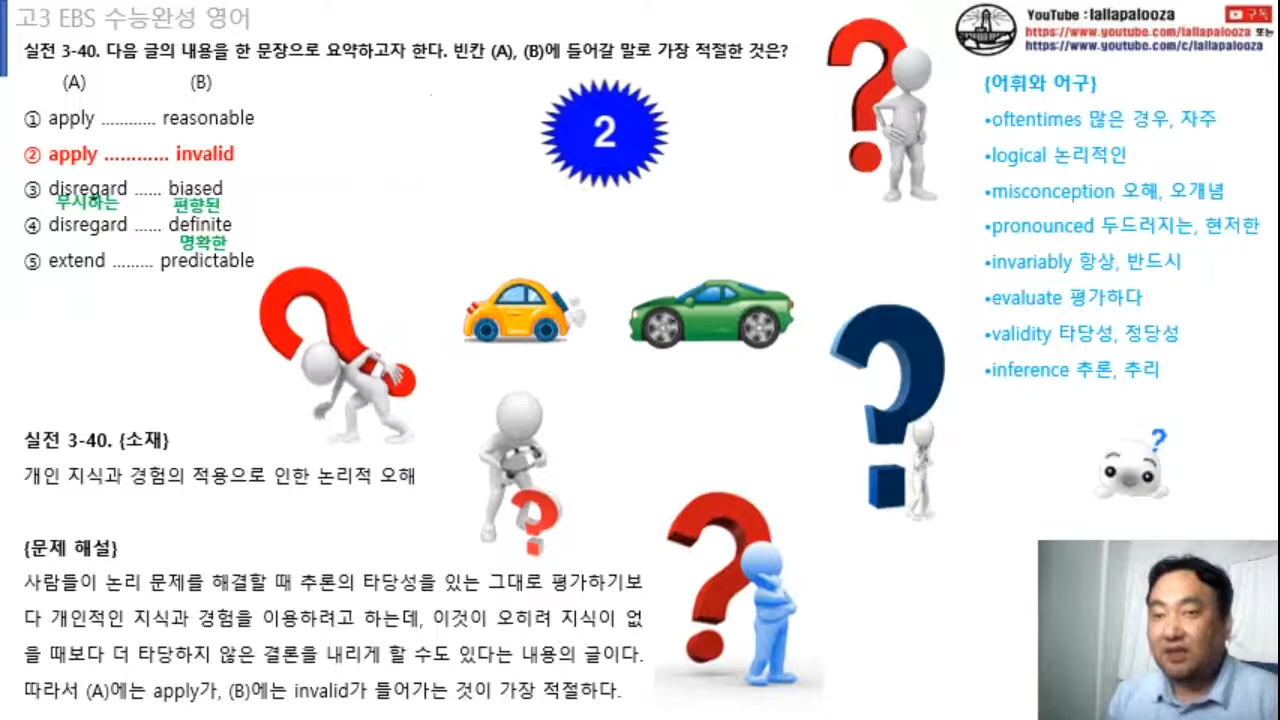 고3 EBS 수능완성 영어
실전 3-40. 다음 글의 내용을 한 문장으로 요약하고자 한다. 빈칸 (A), (B)에 들어갈 말로 가장 적절한 것은?
(A) (B)
① apply ............ reasonable
② apply ............ invalid
③ disregard ...... biased
무시하는 편향된
④ disregard ...... definite
명확한
⑤ extend ......... predictable
2
실전 3-40. {소재}
개인 지식과 경험의 적용으로 인한 논리적 오해
{문제 해설}
사람들이 논리 문제를 해결할 때 추론의 타당성을 있는 그대로 평가하기보
다 개인적인 지식과 경험을 이용하려고 하는데, 이것이 오히려 지식이 없
을 때보다 더 타당하지 않은 결론을 내리게 할 수도 있다는 내용의 글이다.
따라서 (A)에는 apply가, (B)에는 invalid가 들어가는 것이 가장 적절하다.
YouTube : lallapalooza
구독
https://www.youtube.com/lallapalooza 또는
https://www.youtube.com/c/lallapalooza
{어휘와 어구}
•oftentimes 많은 경우, 자주
•logical 논리적인
•misconception 오해, 오개념
•pronounced 두드러지는, 현저한
•invariably 항상, 반드시
•evaluate 평가하다
•validity 타당성, 정당성
•inference 추론, 추리